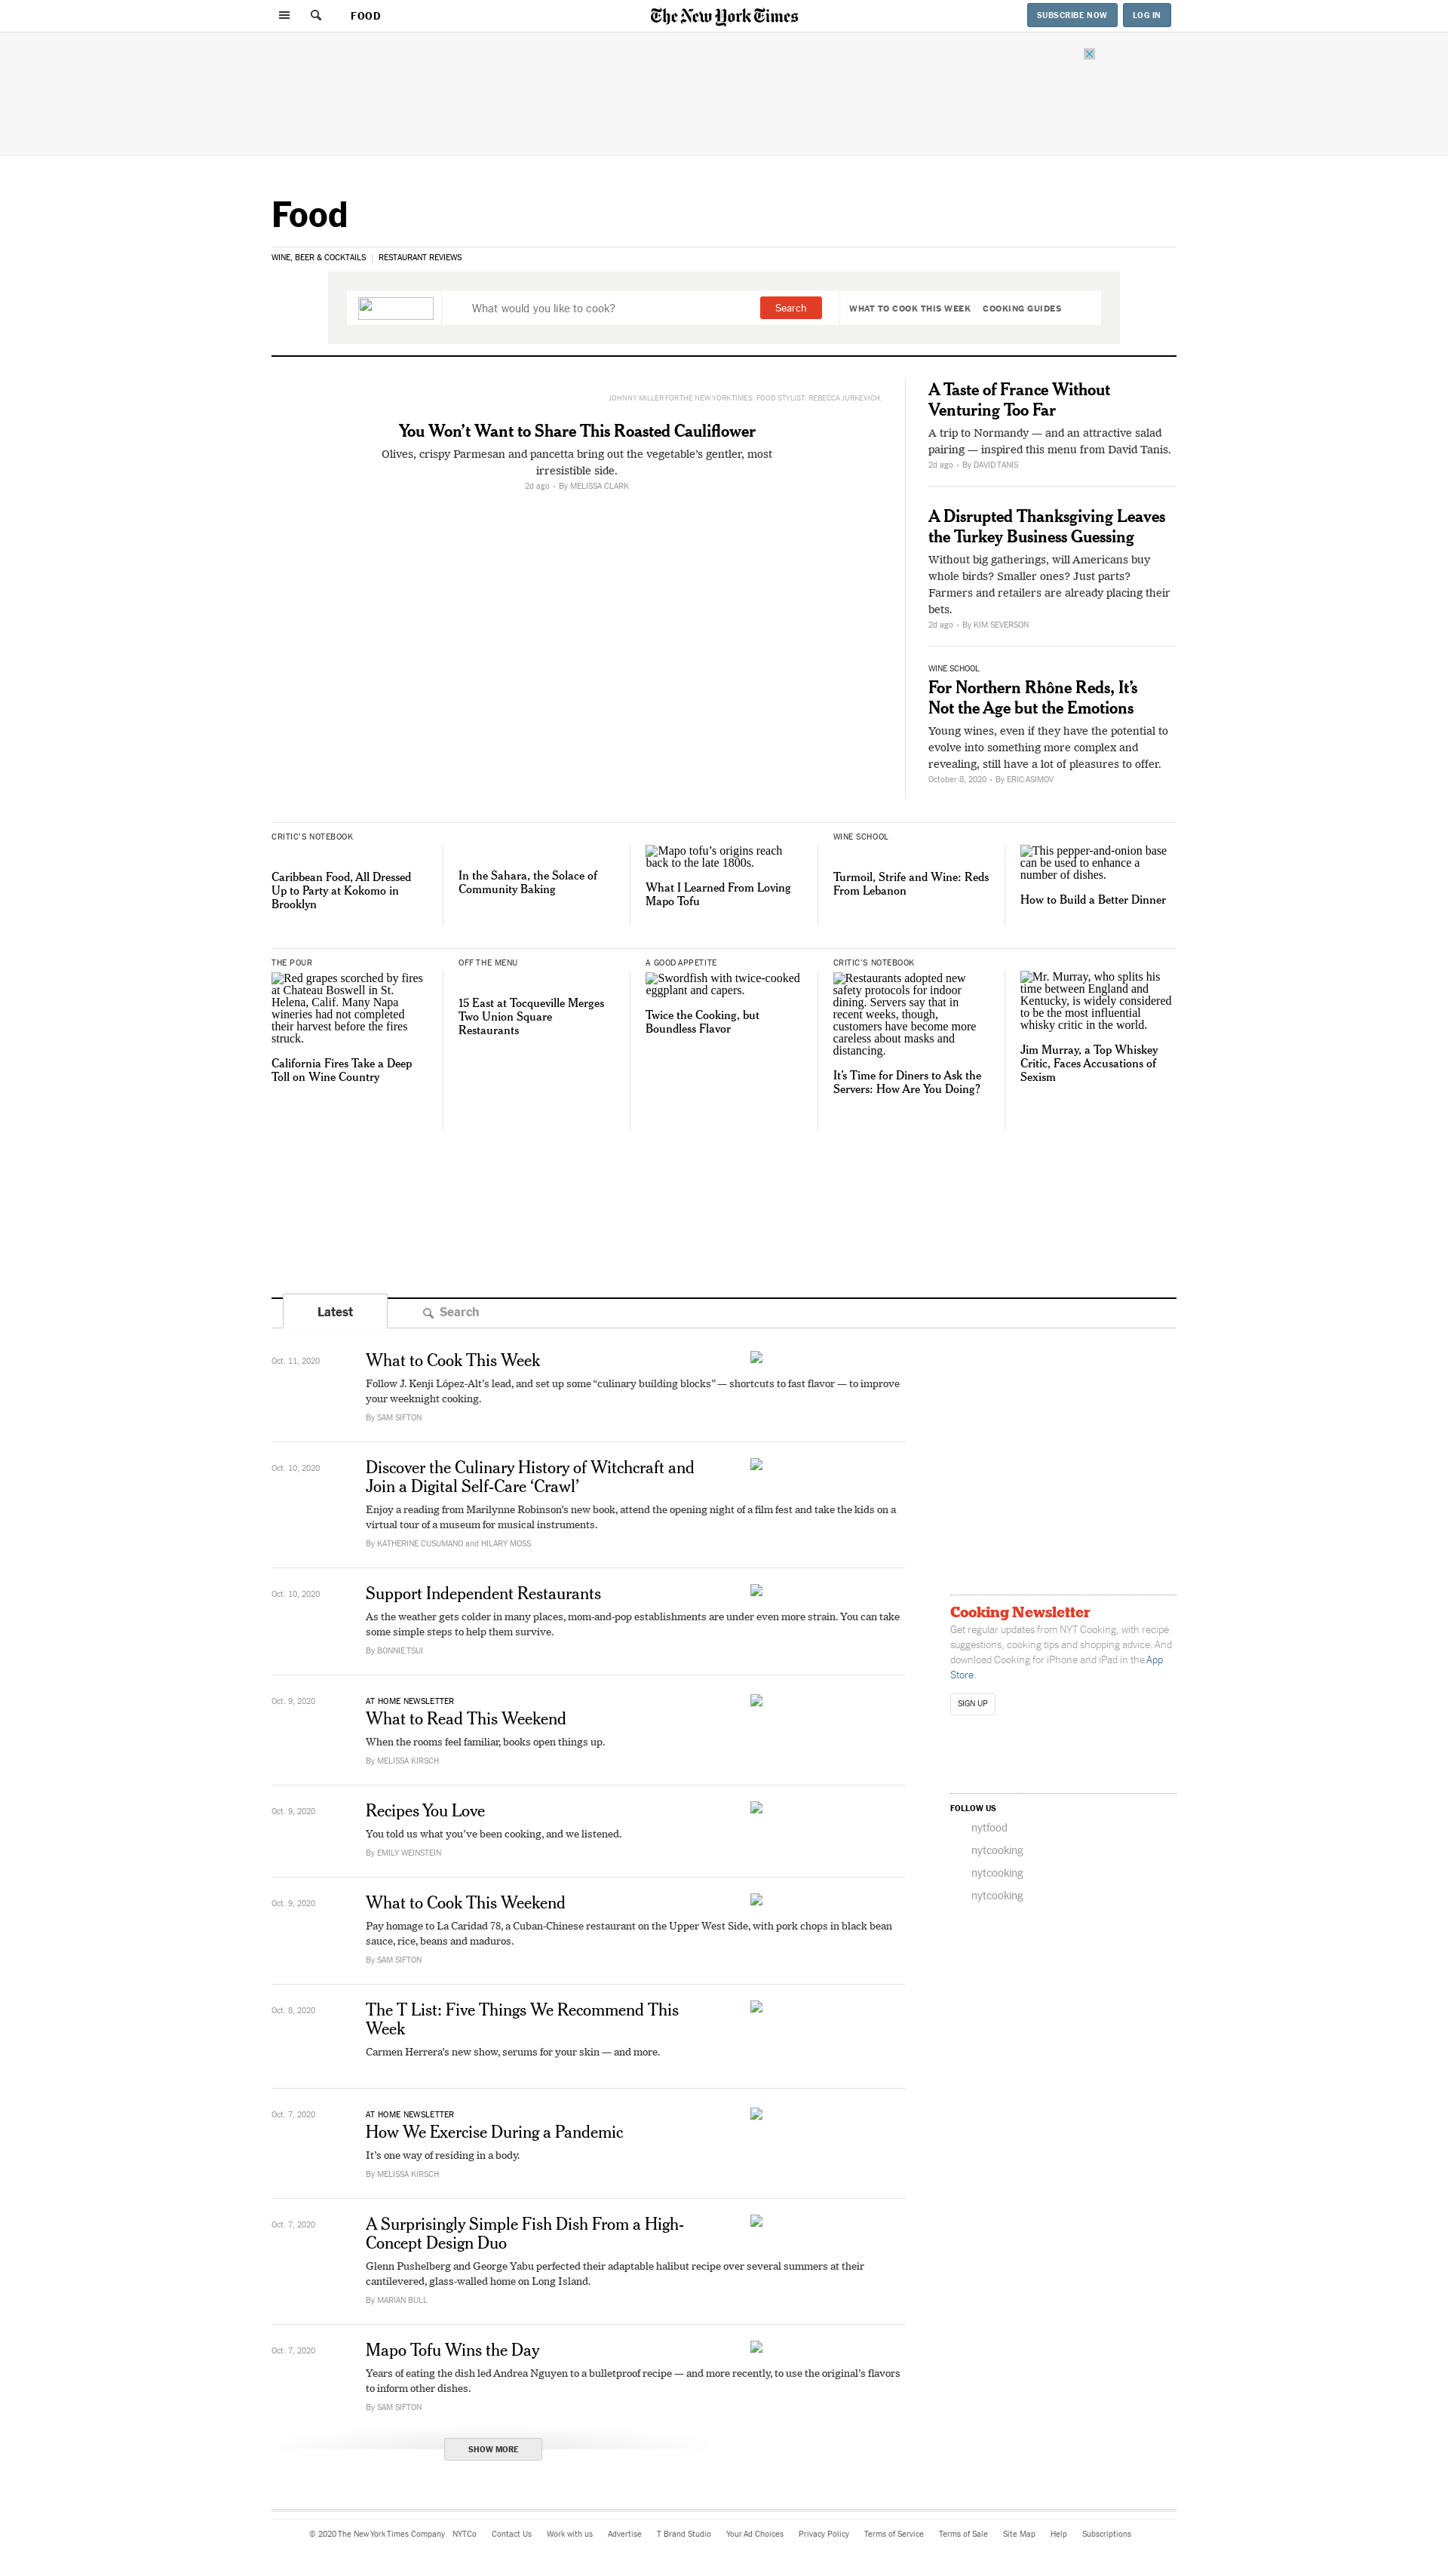 FOOD
The New York Times
SUBSCRIBE NOW
LOG IN
Food
WINE, BEER & COCKTAILS | RESTAURANT REVIEWS
What would you like to cook?
Search
WHAT TO COOK THIS WEEK
COOKING GUIDES
JOHNNY MILLER FOR THE NEW YORK TIMES. FOOD STYLIST: REBECCA JURKEVICH.
You Won’t Want to Share This Roasted Cauliflower
Olives, crispy Parmesan and pancetta bring out the vegetable’s gentler, most
irresistible side.
2d ago • By MELISSA CLARK
A Taste of France Without
Venturing Too Far
A trip to Normandy — and an attractive salad
pairing — inspired this menu from David Tanis.
2d ago • By DAVID TANIS
A Disrupted Thanksgiving Leaves
the Turkey Business Guessing
Without big gatherings, will Americans buy
whole birds? Smaller ones? Just parts?
Farmers and retailers are already placing their
bets.
2d ago • By KIM SEVERSON
WINE SCHOOL
For Northern Rhône Reds, It’s
Not the Age but the Emotions
Young wines, even if they have the potential to
evolve into something more complex and
revealing, still have a lot of pleasures to offer.
October 8, 2020 • By ERIC ASIMOV
CRITIC’S NOTEBOOK
Caribbean Food, All Dressed
Up to Party at Kokomo in
Brooklyn
In the Sahara, the Solace of
Community Baking
Mapo tofu’s origins reach
back to the late 1800s.
What I Learned From Loving
Mapo Tofu
WINE SCHOOL
Turmoil, Strife and Wine: Reds
From Lebanon
This pepper-and-onion base
can be used to enhance a
number of dishes.
How to Build a Better Dinner
THE POUR
Red grapes scorched by fires
at Chateau Boswell in St.
Helena, Calif. Many Napa
wineries had not completed
their harvest before the fires
struck.
California Fires Take a Deep
Toll on Wine Country
OFF THE MENU
15 East at Tocqueville Merges
Two Union Square
Restaurants
A GOOD APPETITE
Swordfish with twice-cooked
eggplant and capers.
Twice the Cooking, but
Boundless Flavor
CRITIC’S NOTEBOOK
Restaurants adopted new
safety protocols for indoor
dining. Servers say that in
recent weeks, though,
customers have become more
careless about masks and
distancing.
It’s Time for Diners to Ask the
Servers: How Are You Doing?
Mr. Murray, who splits his
time between England and
Kentucky, is widely considered
to be the most influential
whisky critic in the world.
Jim Murray, a Top Whiskey
Critic, Faces Accusations of
Sexism
Latest
Search
Oct. 11, 2020
What to Cook This Week
Follow J. Kenji López-Alt’s lead, and set up some “culinary building blocks” — shortcuts to fast flavor — to improve
your weeknight cooking.
By SAM SIFTON
Oct. 10, 2020
Discover the Culinary History of Witchcraft and
Join a Digital Self-Care ‘Crawl’
Enjoy a reading from Marilynne Robinson’s new book, attend the opening night of a film fest and take the kids on a
virtual tour of a museum for musical instruments.
By KATHERINE CUSUMANO and HILARY MOSS
Oct. 10, 2020
Support Independent Restaurants
As the weather gets colder in many places, mom-and-pop establishments are under even more strain. You can take
some simple steps to help them survive.
By BONNIE TSUI
Oct. 9, 2020
AT HOME NEWSLETTER
What to Read This Weekend
When the rooms feel familiar, books open things up.
By MELISSA KIRSCH
Oct. 9, 2020
Recipes You Love
You told us what you’ve been cooking, and we listened.
By EMILY WEINSTEIN
Oct. 9, 2020
What to Cook This Weekend
Pay homage to La Caridad 78, a Cuban-Chinese restaurant on the Upper West Side, with pork chops in black bean
sauce, rice, beans and maduros.
By SAM SIFTON
Oct. 8, 2020
The T List: Five Things We Recommend This
Week
Carmen Herrera’s new show, serums for your skin — and more.
Oct. 7, 2020
AT HOME NEWSLETTER
How We Exercise During a Pandemic
It’s one way of residing in a body.
By MELISSA KIRSCH
Oct. 7, 2020
A Surprisingly Simple Fish Dish From a High-
Concept Design Duo
Glenn Pushelberg and George Yabu perfected their adaptable halibut recipe over several summers at their
cantilevered, glass-walled home on Long Island.
By MARIAN BULL
Oct. 7, 2020
Mapo Tofu Wins the Day
Years of eating the dish led Andrea Nguyen to a bulletproof recipe — and more recently, to use the original’s flavors
to inform other dishes.
By SAM SIFTON
SHOW MORE
Cooking Newsletter
Get regular updates from NYT Cooking, with recipe
suggestions, cooking tips and shopping advice. And
download Cooking for iPhone and iPad in the App
Store.
SIGN UP
FOLLOW US
nytfood
nytcooking
nytcooking
nytcooking
© 2020 The New York Times Company NYTCo Contact Us Work with us Advertise T Brand Studio Your Ad Choices Privacy Policy Terms of Service Terms of Sale Site Map Help Subscriptions